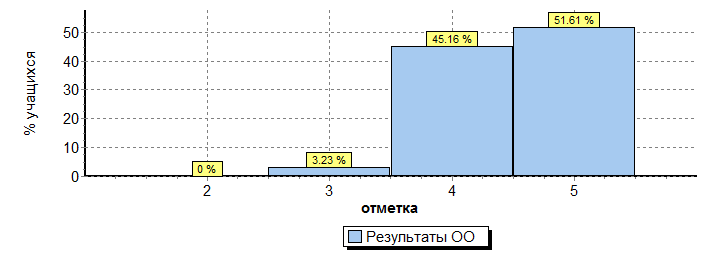 % учащихся
50
40
30
20
10
0
0 %
3.23 %
45.16 %
51.61 %
2 3 4 5
отметка
Результаты ОО